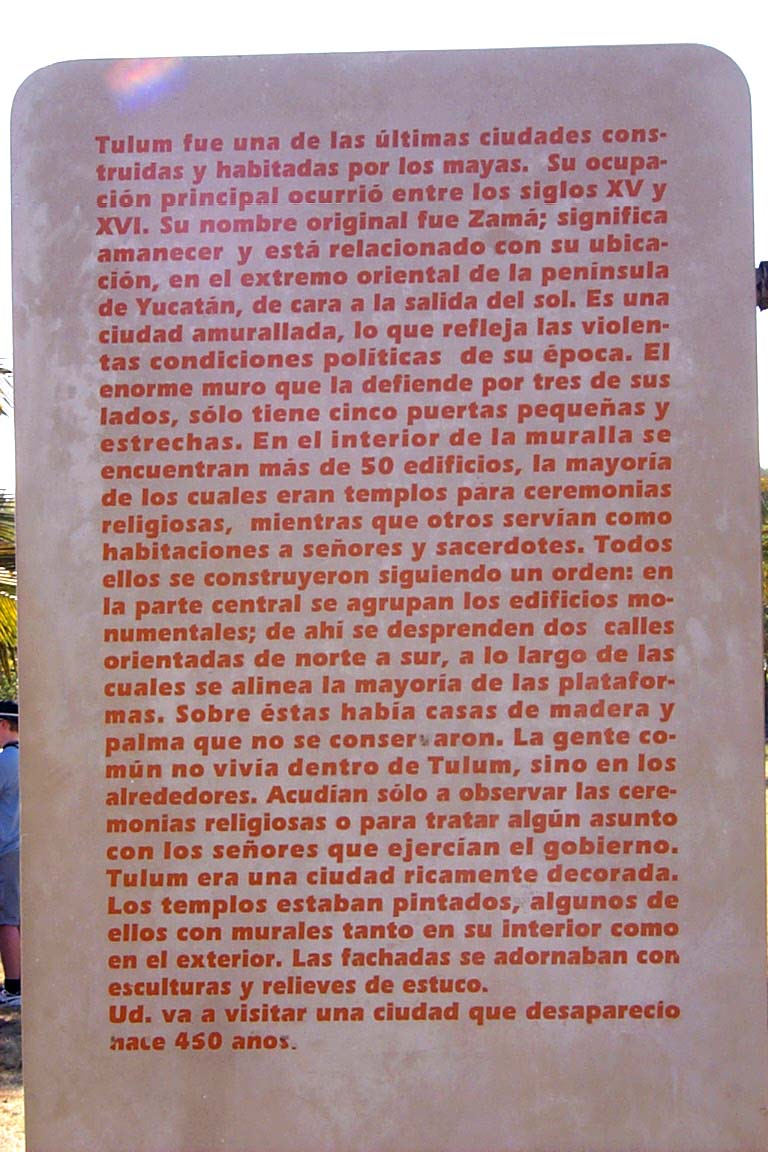 Tulum fue una de las últimas ciudades cons-
truidas y habitadas por los mayas. Su ocupa-
ción principal ocurrió entre los siglos XV y
XVI. Su nombre original fue Zamá; significa
amanecer y está relacionado con su ubica-
ción, en el extremo oriental de la península
de Yucatán, de cara a la salida del sol. Es una
ciudad amurallada, lo que refleja las violen-
tas condiciones políticas de su época. El
enorme muro que la defiende por tres de sus
lados, sólo tiene cinco puertas pequeñas y
estrechas. En el interior de la muralla se
encuentran más de 50 edificios, la mayoría
de los cuales eran templos para ceremonias
religiosas, mientras que otros servían como
habitaciones a señores y sacerdotes. Todos
ellos se construyeron siguiendo un orden: en
la parte central se agrupan los edificios mo-
numentales; de ahí se desprenden dos calles
orientadas de norte a sur, a lo largo de las
cuales se alinea la mayoría de las platafor-
mas. Sobre éstas había casas de madera y
palma que no se conservaron. La gente co-
mún no vivía dentro de Tulum, sino en los
alrededores. Acudían sólo a observar las cere-
monias religiosas o para tratar algún asunto
con los señores que ejercían el gobierno.
Tulum era una ciudad ricamente decorada.
Los templos estaban pintados, algunos de
ellos con murales tanto en su interior como
en el exterior. Las fachadas se adornaban con
esculturas y relieves de estuco.
Ud. va a visitar una ciudad que desapareció
hace 450 años.